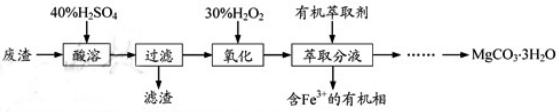 40%H₂SO₄ 30%H₂O₂ 有机萃取剂
废渣 酸溶 过滤 氧化 萃取分液 …… MgCO₃·3H₂O
滤渣 含Fe³⁺的有机相